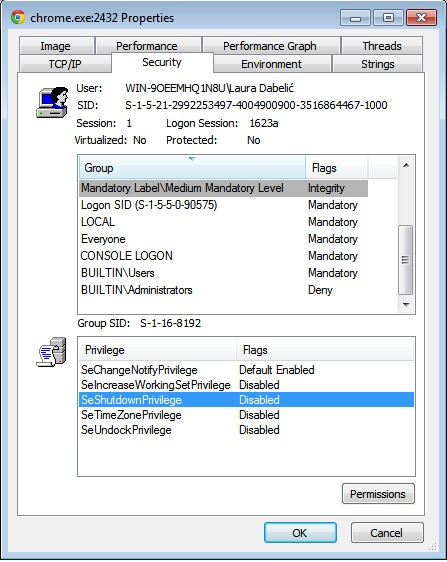 chrome.exe:2432 Properties
Image Performance Performance Graph Threads
TCP/IP Security Environment Strings
User: WIN-9OEEMHQ1N8U\Laura Dabelić
SID: S-1-5-21-2992253497-4004900900-3516864467-1000
Session: 1 Logon Session: 1623a
Virtualized: No Protected: No
Group Flags
Mandatory Label\Medium Mandatory Level Integrity
Logon SID (S-1-5-5-0-90575) Mandatory
LOCAL Mandatory
Everyone Mandatory
CONSOLE LOGON Mandatory
BUILTIN\Users Mandatory
BUILTIN\Administrators Deny
Group SID: S-1-16-8192
Privilege Flags
SeChangeNotifyPrivilege Default Enabled
SeIncreaseWorkingSetPrivilege Disabled
SeShutdownPrivilege Disabled
SeTimeZonePrivilege Disabled
SeUndockPrivilege Disabled
Permissions
OK Cancel